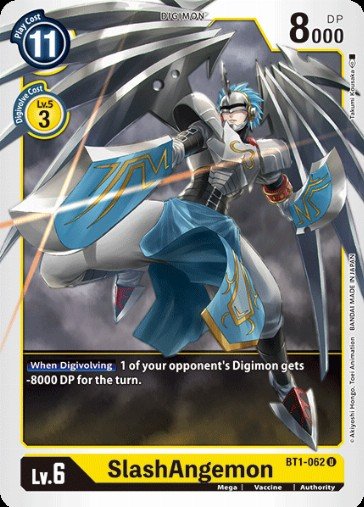 Play Cost
11
DIGIMON
DP
8000
Digivolve Cost
Lv.5
3
Takumi Kousaka
©Akiyoshi Hongo, Toei Animation BANDAI MADE IN JAPAN
When Digivolving 1 of your opponent's Digimon gets
-8000 DP for the turn.
BT1-062 U
Lv.6
SlashAngemon
Mega | Vaccine | Authority